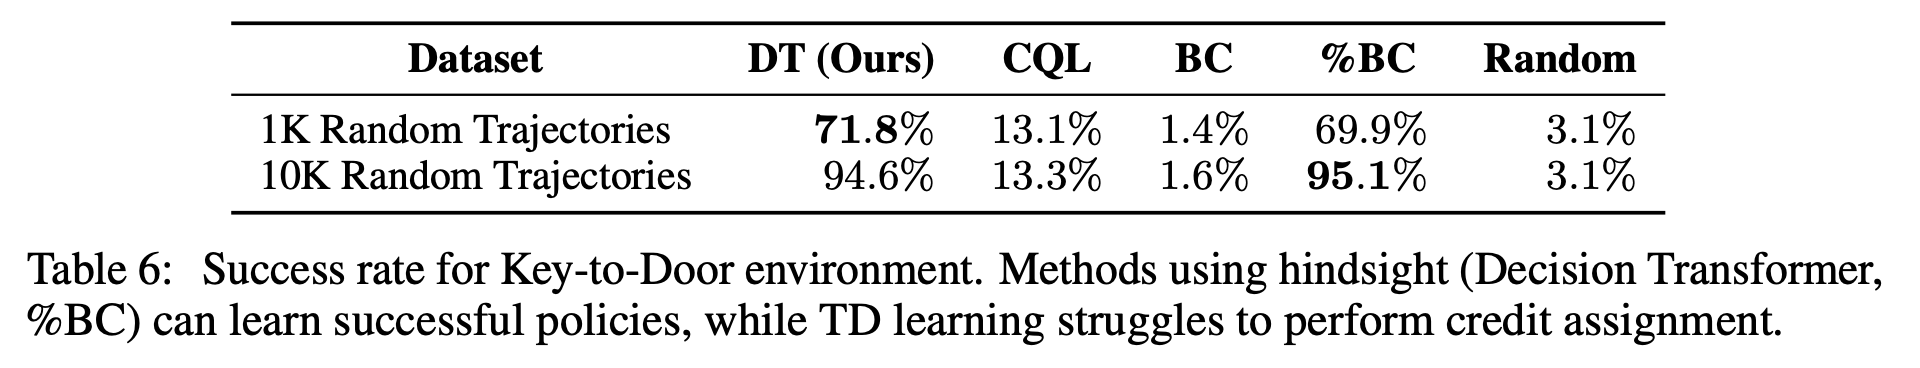 Dataset DT (Ours) CQL BC %BC Random
1K Random Trajectories 71.8% 13.1% 1.4% 69.9% 3.1%
10K Random Trajectories 94.6% 13.3% 1.6% 95.1% 3.1%
Table 6: Success rate for Key-to-Door environment. Methods using hindsight (Decision Transformer,
%BC) can learn successful policies, while TD learning struggles to perform credit assignment.